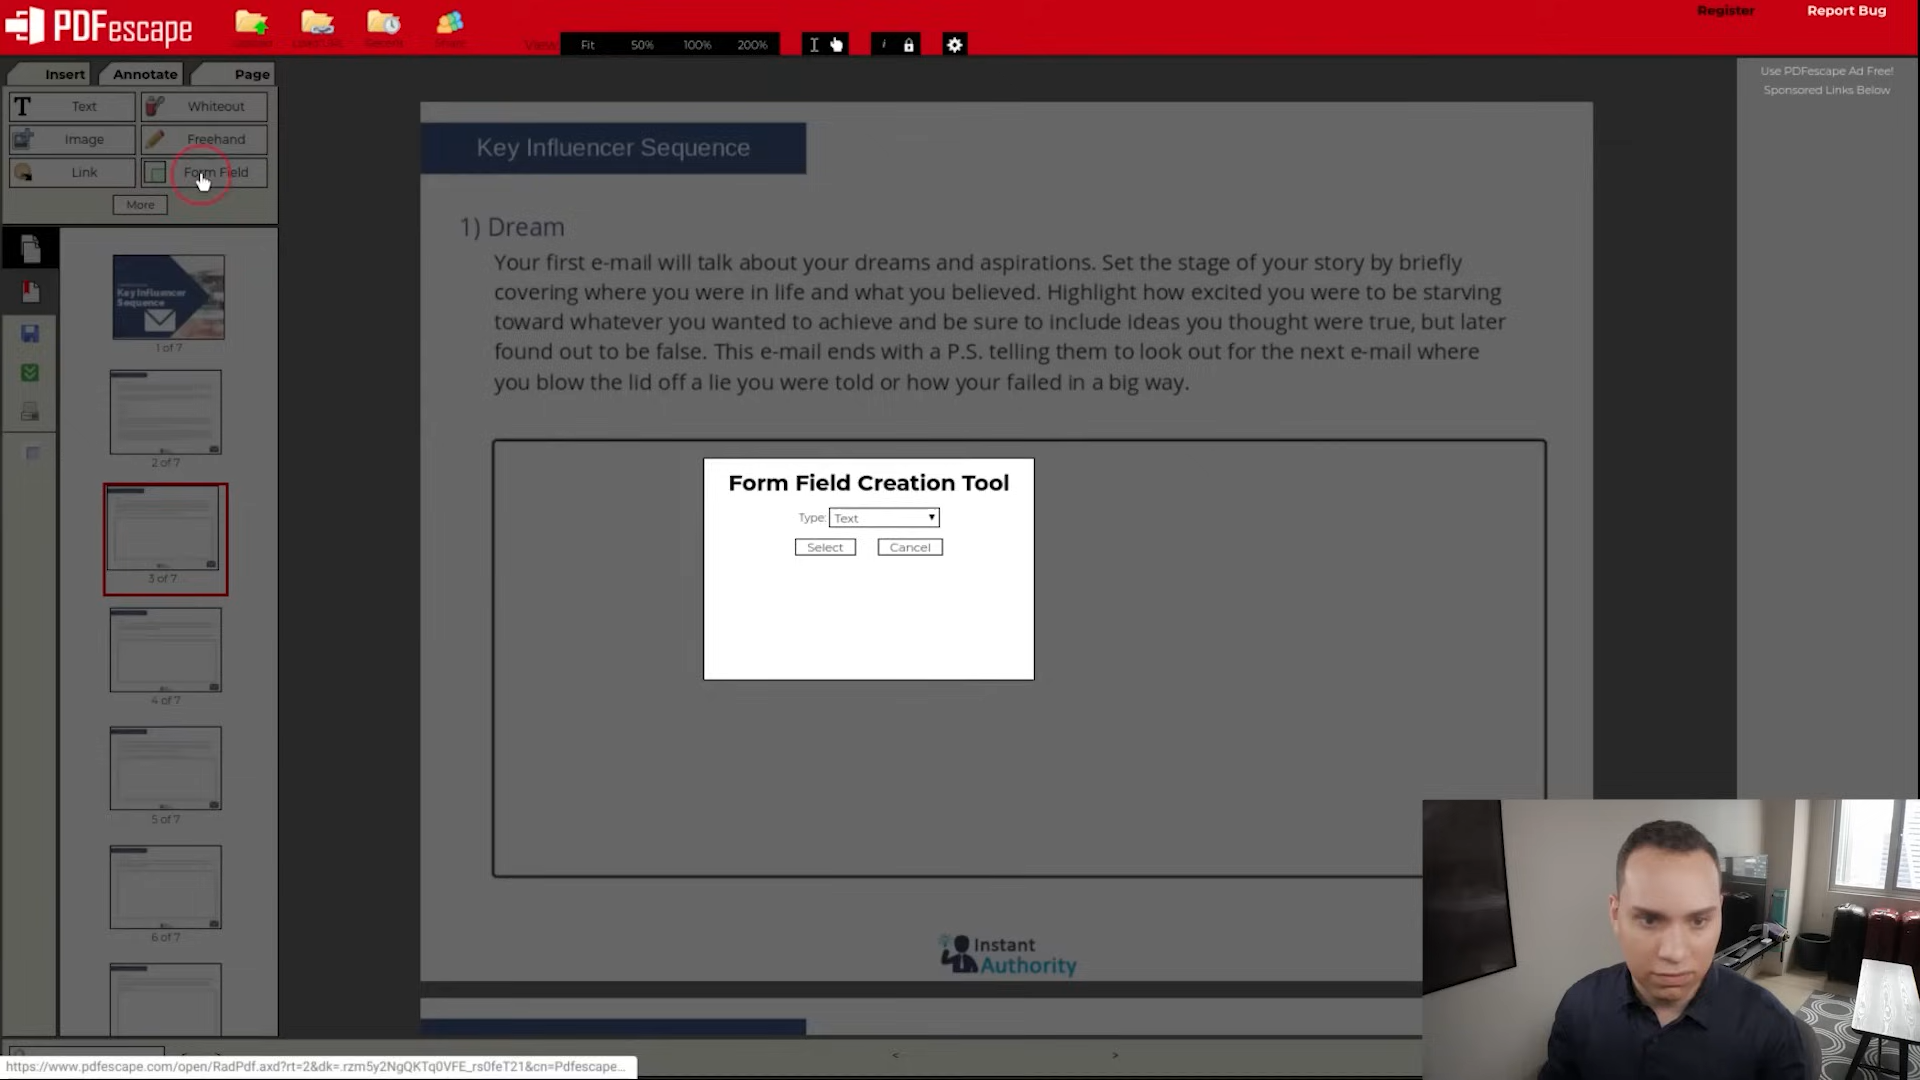 PDFescape
View:
Fit 50% 100% 200%
Register
Report Bug
Insert Annotate Page
Text Whiteout
Image Freehand
Link Form Field
More
Use PDFescape Ad Free!
Sponsored Links Below
Key Influencer
Sequence
1 of 7
2 of 7
3 of 7
4 of 7
5 of 7
6 of 7
Key Influencer Sequence
1) Dream
Your first e-mail will talk about your dreams and aspirations. Set the stage of your story by briefly
covering where you were in life and what you believed. Highlight how excited you were to be starving
toward whatever you wanted to achieve and be sure to include ideas you thought were true, but later
found out to be false. This e-mail ends with a P.S. telling them to look out for the next e-mail where
you blow the lid off a lie you were told or how your failed in a big way.
Form Field Creation Tool
Type: Text
Select Cancel
Instant
Authority
< >
https://www.pdfescape.com/open/RadPdf.axd?rt=2&dk=.rzm5y2NgQKTq0VFE_rs0feT21&cn=Pdfescape...